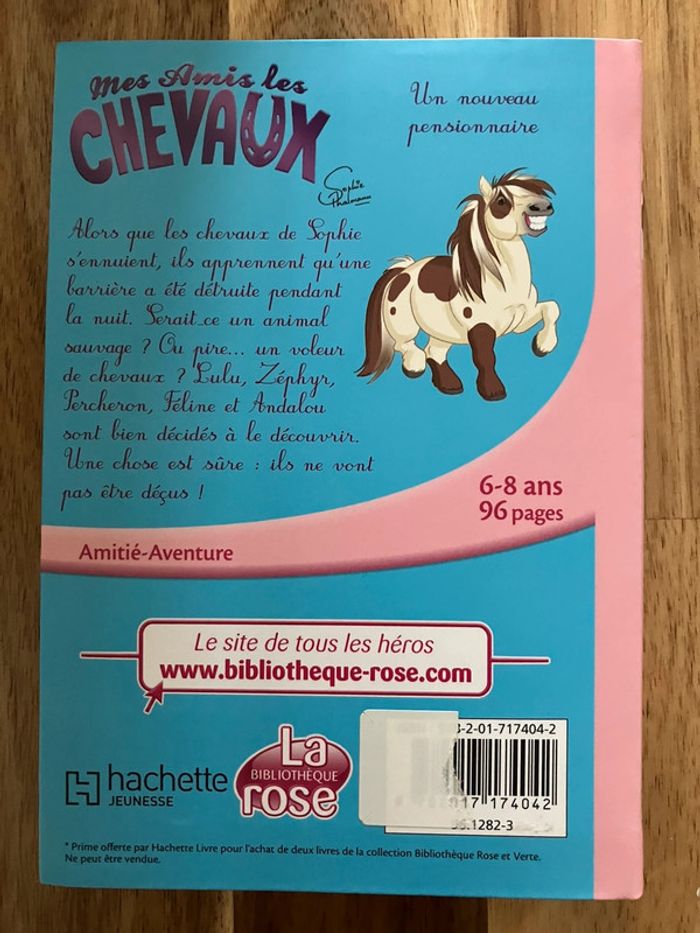 Mes Amis les
CHEVAUX
Sophie
Thalmann
Un nouveau
pensionnaire
Alors que les chevaux de Sophie
s'ennuient, ils apprennent qu'une
barrière a été détruite pendant
la nuit. Serait-ce un animal
sauvage ? Ou pire... un voleur
de chevaux ? Lulu, Zéphyr,
Percheron, Féline et Andalou
sont bien décidés à le découvrir.
Une chose est sûre : ils ne vont
pas être déçus !
6-8 ans
96 pages
Amitié-Aventure
Le site de tous les héros
www.bibliotheque-rose.com
hachette
JEUNESSE
La
BIBLIOTHÈQUE
rose
-2-01-717404-2
017 174042
.1282-3
* Prime offerte par Hachette Livre pour l'achat de deux livres de la collection Bibliothèque Rose et Verte.
Ne peut être vendue.